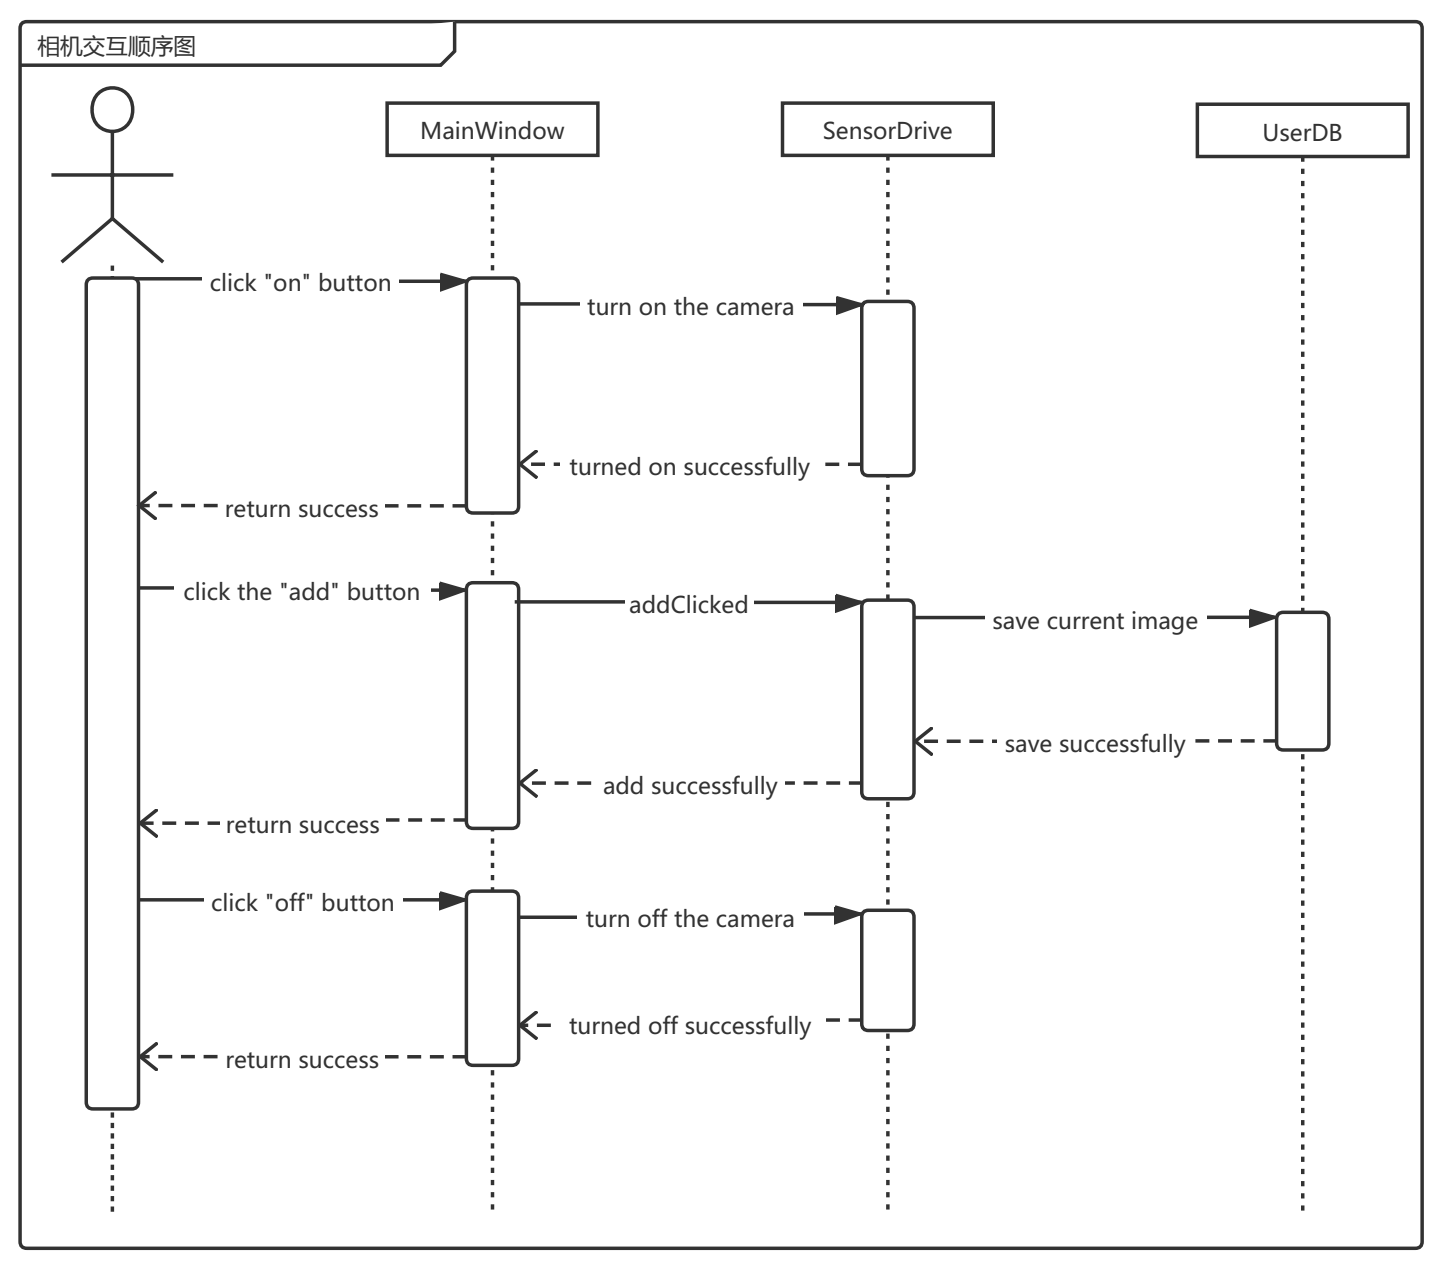 相机交互顺序图
MainWindow
SensorDrive
UserDB
click "on" button
turn on the camera
turned on successfully
return success
click the "add" button
addClicked
save current image
save successfully
add successfully
return success
click "off" button
turn off the camera
turned off successfully
return success